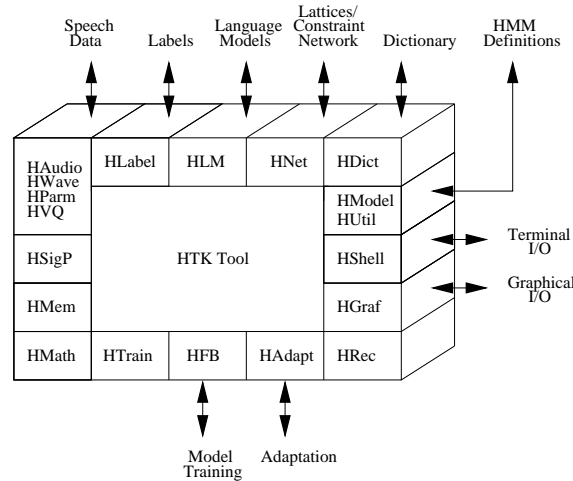 Speech
Data
Labels
Language
Models
Lattices/
Constraint
Network
Dictionary
HMM
Definitions
HAudio
HWave
HParm
HVQ
HLabel
HLM
HNet
HDict
HModel
HUtil
HSigP
HTK Tool
HShell
Terminal
I/O
Graphical
I/O
HMem
HGraf
HMath
HTrain
HFB
HAdapt
HRec
Model
Training
Adaptation